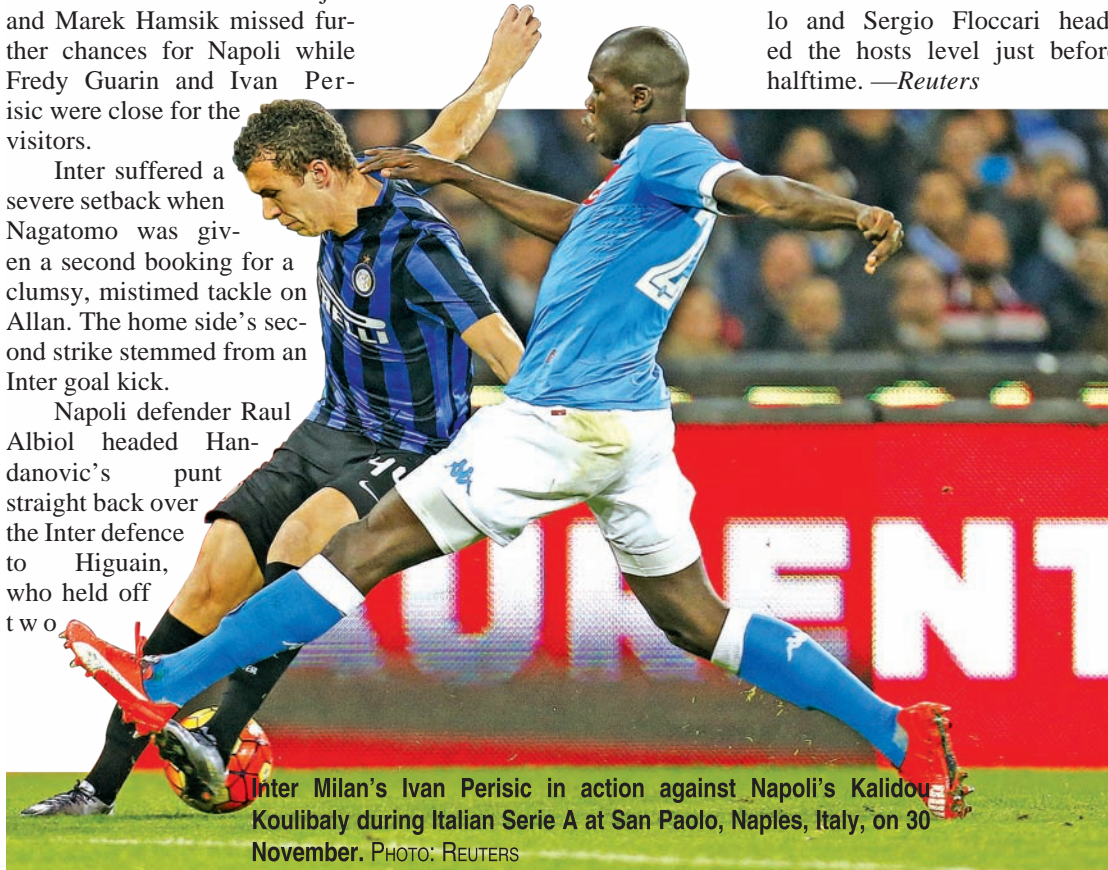 and Marek Hamsik missed fur-
ther chances for Napoli while
Fredy Guarin and Ivan Per-
isic were close for the
visitors.
Inter suffered a
severe setback when
Nagatomo was giv-
en a second booking for a
clumsy, mistimed tackle on
Allan. The home side's sec-
ond strike stemmed from an
Inter goal kick.
Napoli defender Raul
Albiol headed Han-
danovic's punt
straight back over
the Inter defence
to Higuain,
who held off
two
lo and Sergio Floccari head
ed the hosts level just before
halftime. —Reuters
URENT
Inter Milan's Ivan Perisic in action against Napoli's Kalidou
Koulibaly during Italian Serie A at San Paolo, Naples, Italy, on 30
November. PHOTO: REUTERS